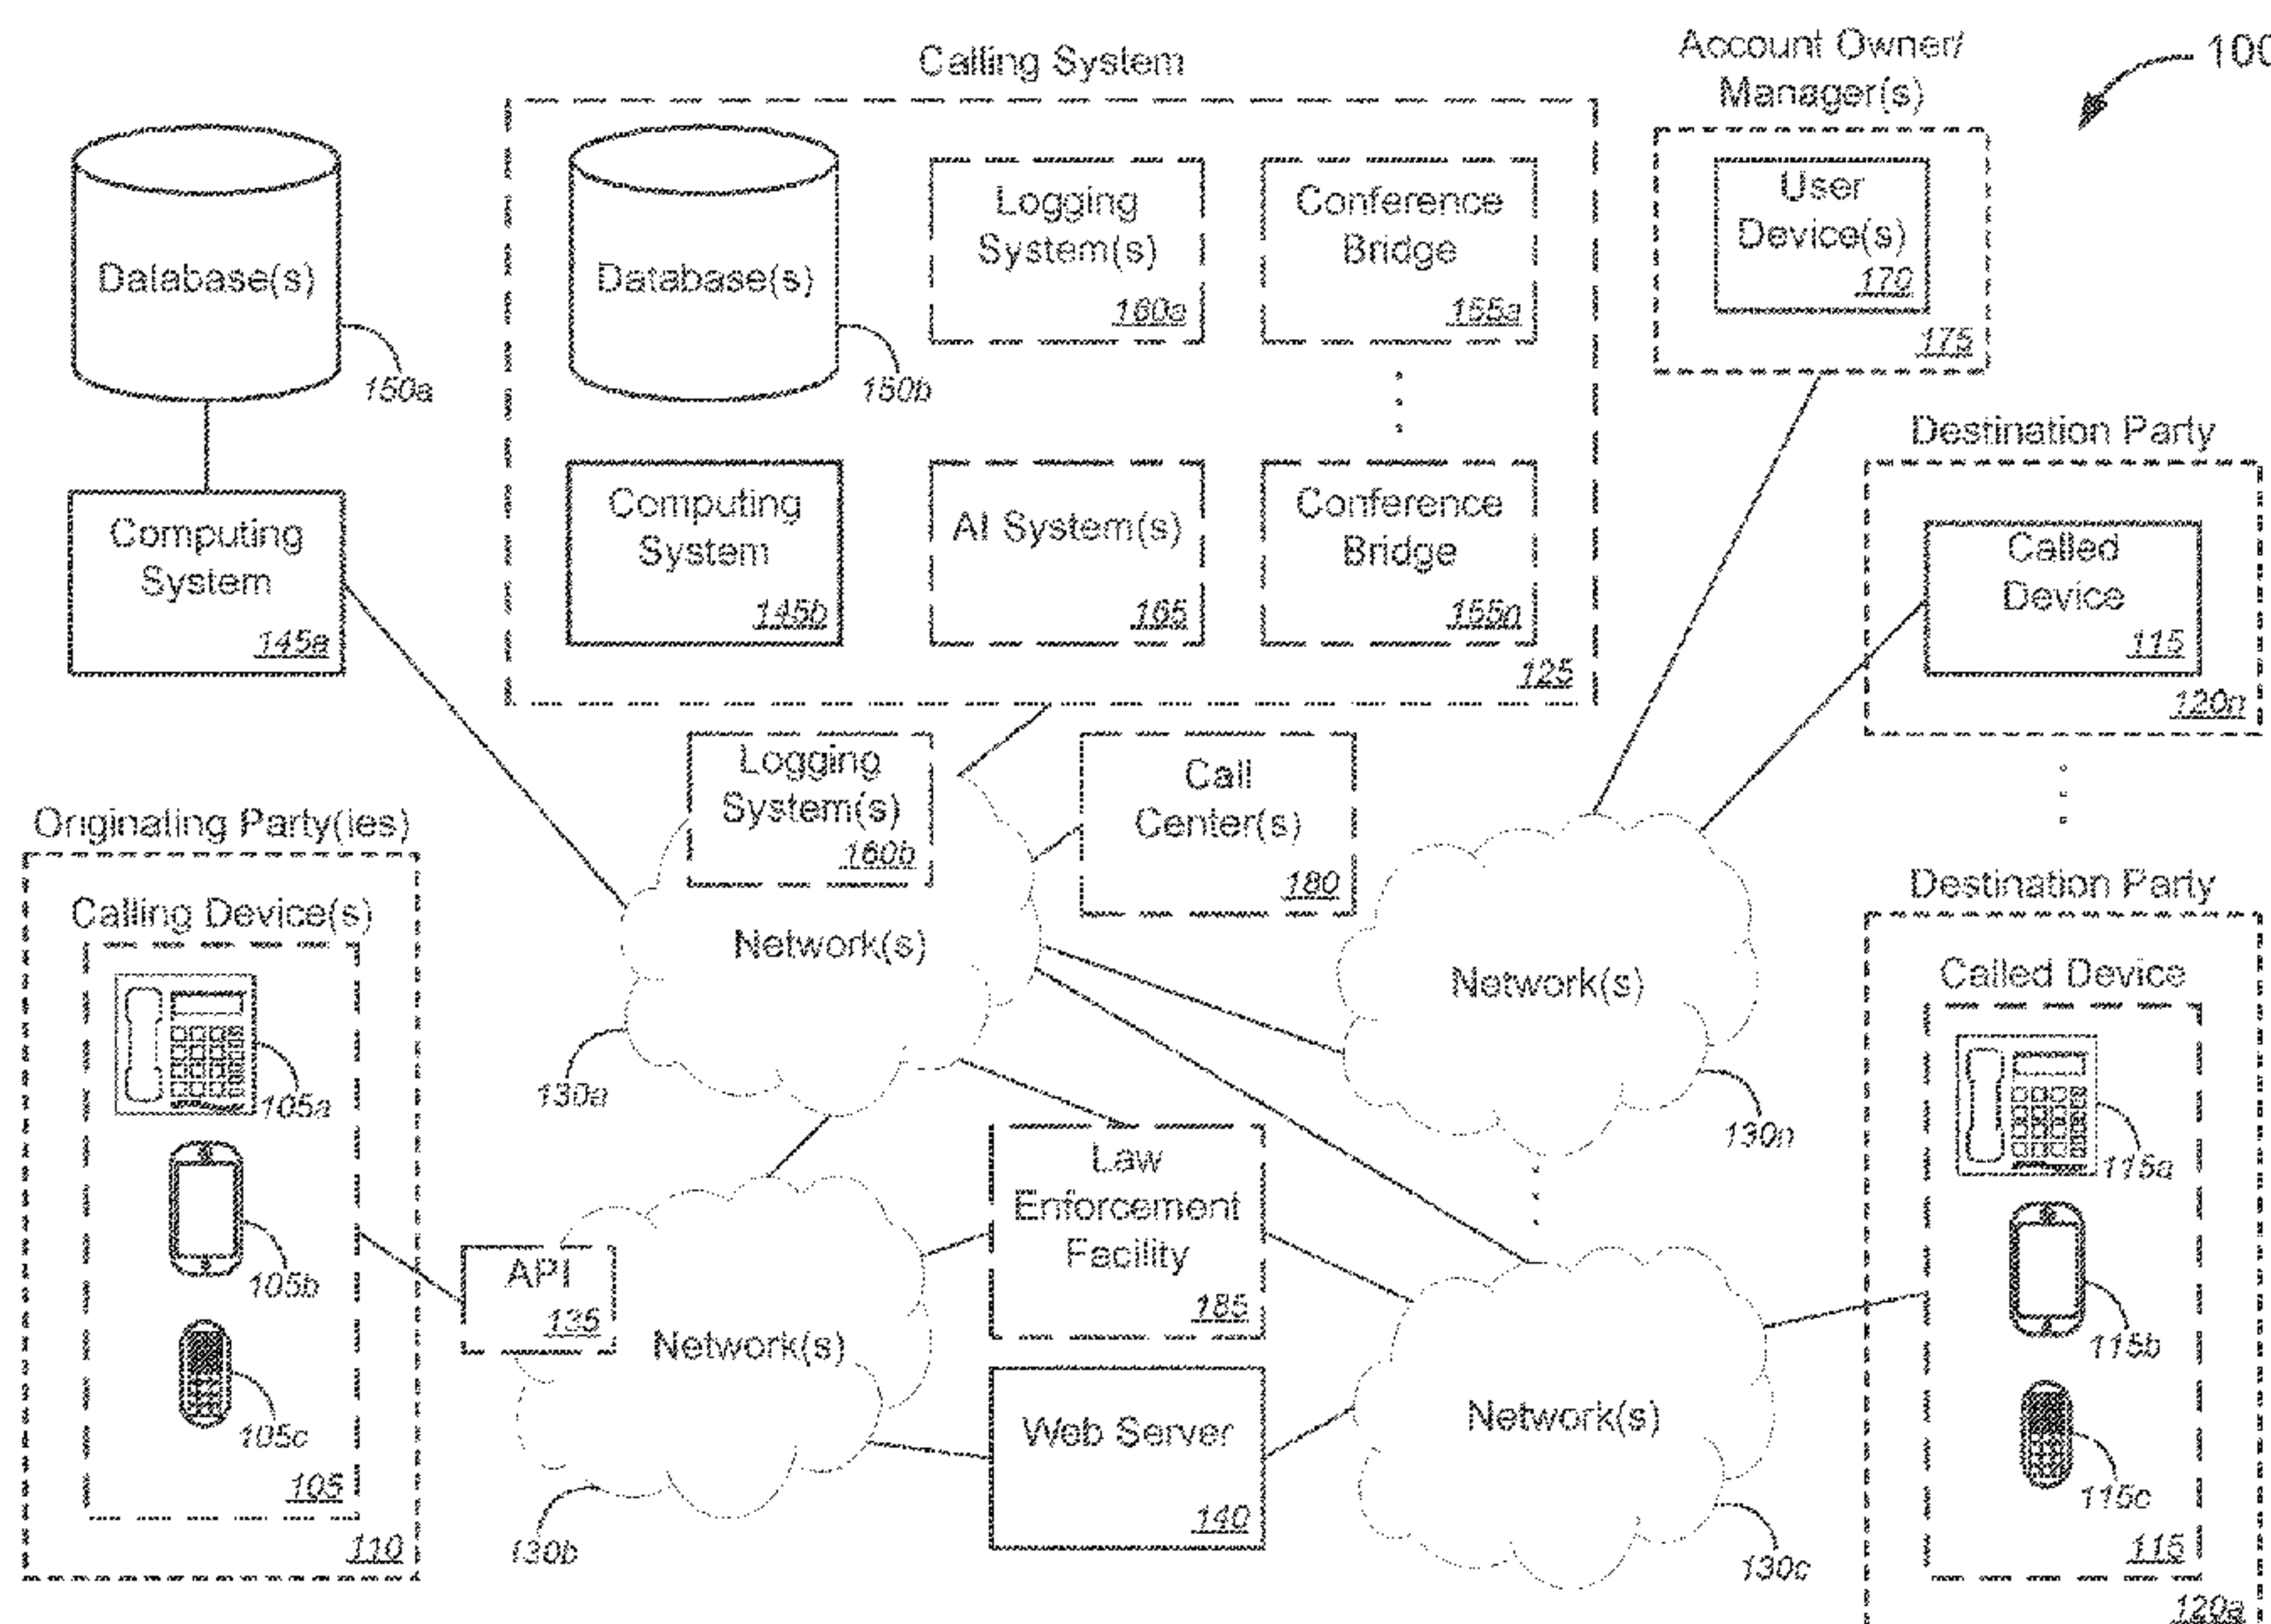 Calling System
Account Owner/
Manager(s)
100
Database(s)
150a
Database(s)
150b
Logging
System(s)
160a
Conference
Bridge
155a
User
Device(s)
170
175
Computing
System
145a
Computing
System
145b
AI System(s)
165
Conference
Bridge
155n
125
Destination Party
Called
Device
115
120n
Logging
System(s)
160b
Call
Center(s)
180
Originating Party(ies)
Calling Device(s)
105a
105b
105c
105
110
Network(s)
130a
Network(s)
130n
API
135
Network(s)
130b
Law
Enforcement
Facility
185
Web Server
140
Network(s)
130c
Destination Party
Called Device
115a
115b
115c
115
120a